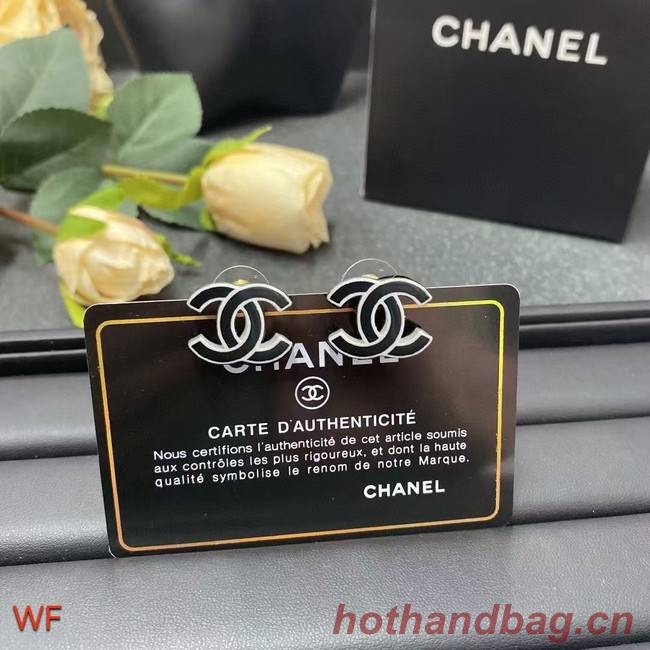 CHANEL
CHANEL
CARTE D'AUTHENTICITÉ
Nous certifions l'authenticité de cet article soumis
aux contrôles les plus rigoureux, et dont la haute
qualité symbolise le renom de notre Marque.
CHANEL
WF
hothandbag.cn